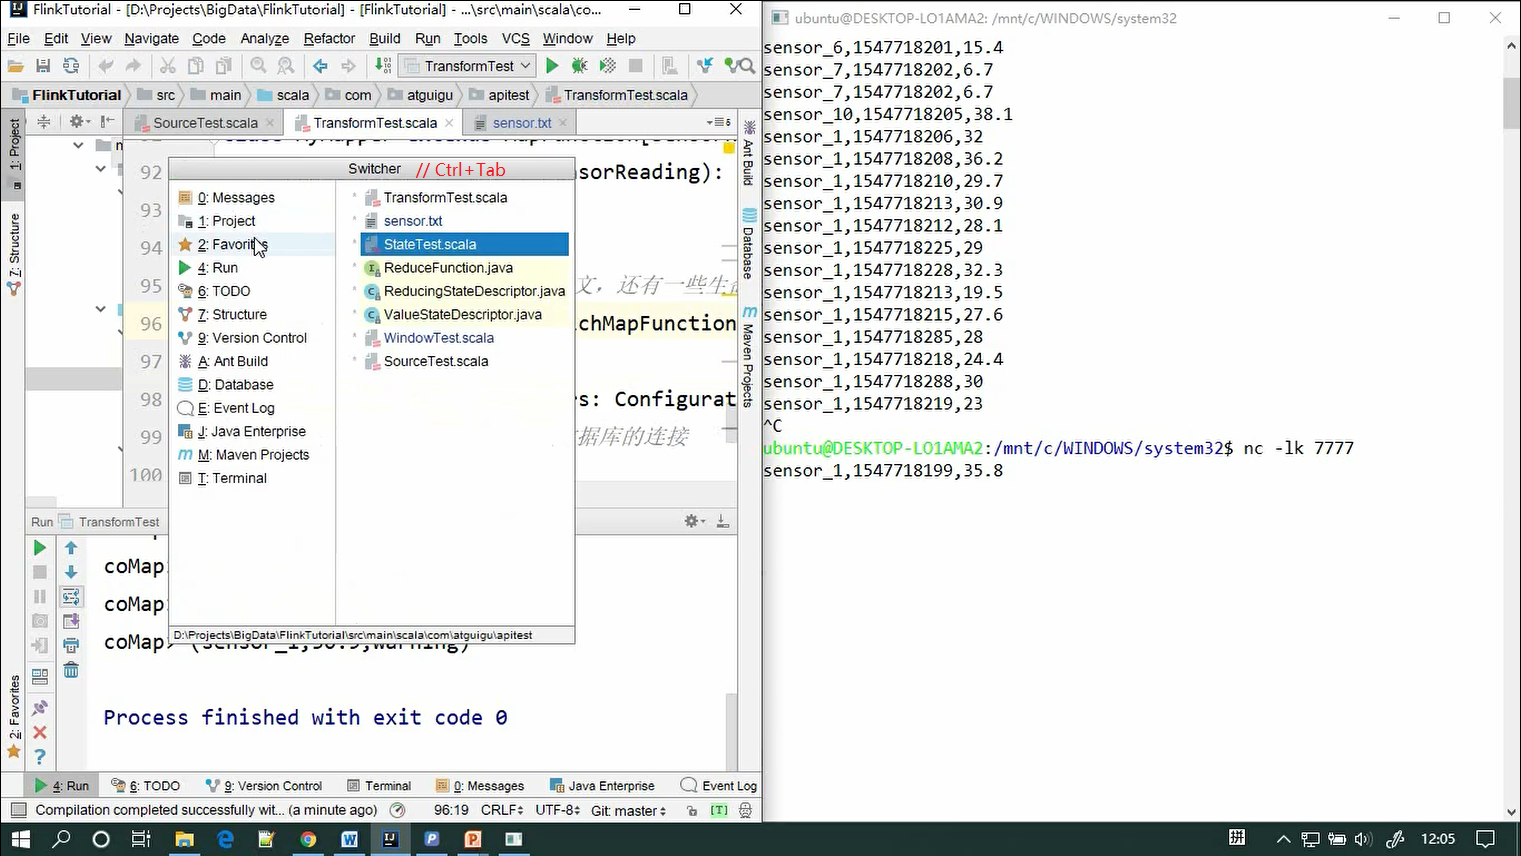 FlinkTutorial - [D:\Projects\BigData\FlinkTutorial] - [FlinkTutorial] - ...\src\main\scala\co...
File Edit View Navigate Code Analyze Refactor Build Run Tools VCS Window Help
TransformTest
FlinkTutorial src main scala com atguigu apitest TransformTest.scala
SourceTest.scala TransformTest.scala sensor.txt
1: Project
7: Structure
2: Favorites
92
93
94
95
96
97
98
99
100
sorReading):
文，还有一些生
chMapFunction
s: Configurat
据库的连接
Switcher // Ctrl+Tab
0: Messages
1: Project
2: Favorites
4: Run
6: TODO
7: Structure
9: Version Control
A: Ant Build
D: Database
E: Event Log
J: Java Enterprise
M: Maven Projects
T: Terminal
TransformTest.scala
sensor.txt
StateTest.scala
ReduceFunction.java
ReducingStateDescriptor.java
ValueStateDescriptor.java
WindowTest.scala
SourceTest.scala
D:\Projects\BigData\FlinkTutorial\src\main\scala\com\atguigu\apitest
Ant Build
Database
Maven Projects
Run TransformTest
coMap
coMap
coMap> (sensor_1,30.9,warning)
Process finished with exit code 0
4: Run 6: TODO 9: Version Control Terminal 0: Messages Java Enterprise Event Log
Compilation completed successfully wit... (a minute ago) 96:19 CRLF UTF-8 Git: master [T]
ubuntu@DESKTOP-LO1AMA2: /mnt/c/WINDOWS/system32
sensor_6,1547718201,15.4
sensor_7,1547718202,6.7
sensor_7,1547718202,6.7
sensor_10,1547718205,38.1
sensor_1,1547718206,32
sensor_1,1547718208,36.2
sensor_1,1547718210,29.7
sensor_1,1547718213,30.9
sensor_1,1547718212,28.1
sensor_1,1547718225,29
sensor_1,1547718228,32.3
sensor_1,1547718213,19.5
sensor_1,1547718215,27.6
sensor_1,1547718285,28
sensor_1,1547718218,24.4
sensor_1,1547718288,30
sensor_1,1547718219,23
^C
ubuntu@DESKTOP-LO1AMA2:/mnt/c/WINDOWS/system32$ nc -lk 7777
sensor_1,1547718199,35.8
12:05